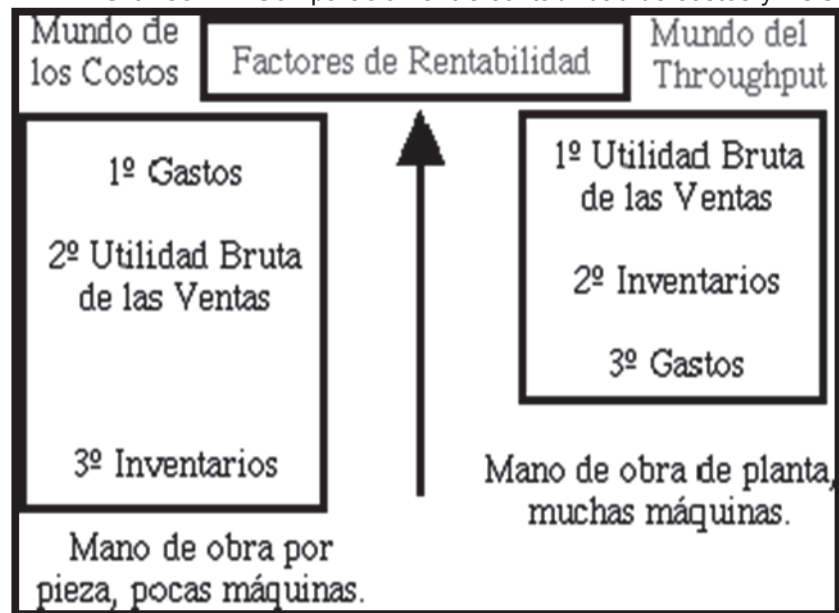 Mundo de
los Costos
Factores de Rentabilidad
Mundo del
Throughput
1º Gastos
2º Utilidad Bruta
de las Ventas
3º Inventarios
Mano de obra por
pieza, pocas máquinas.
1º Utilidad Bruta
de las Ventas
2º Inventarios
3º Gastos
Mano de obra de planta,
muchas máquinas.